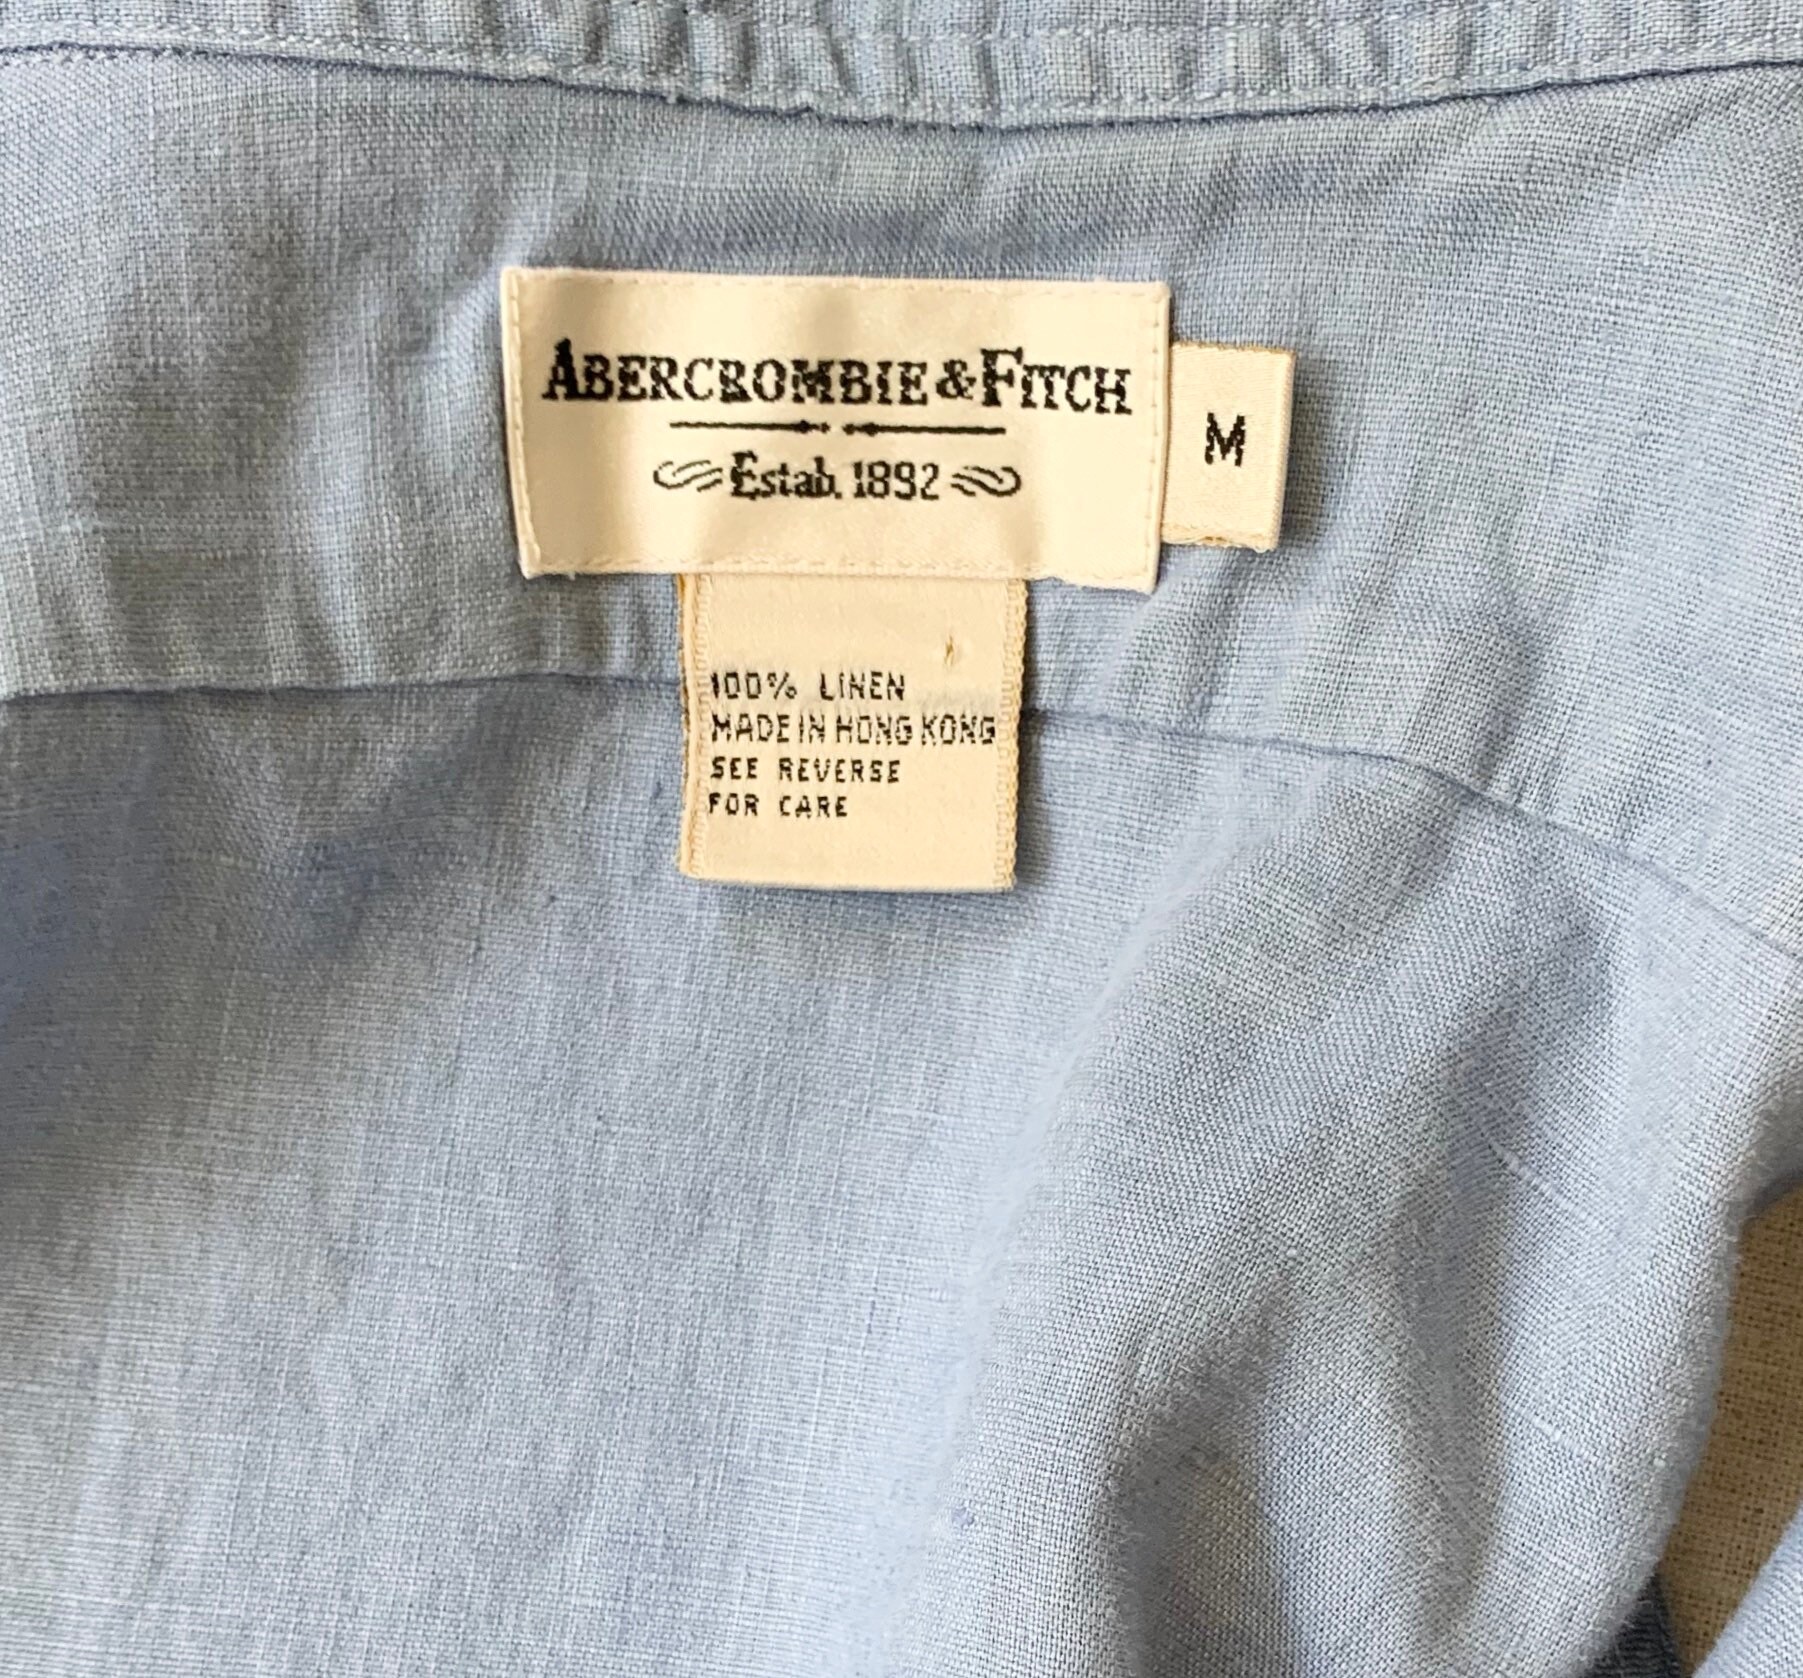 ABERCROMBIE & FITCH
Estab. 1892
M
100% LINEN
MADE IN HONG KONG
SEE REVERSE
FOR CARE